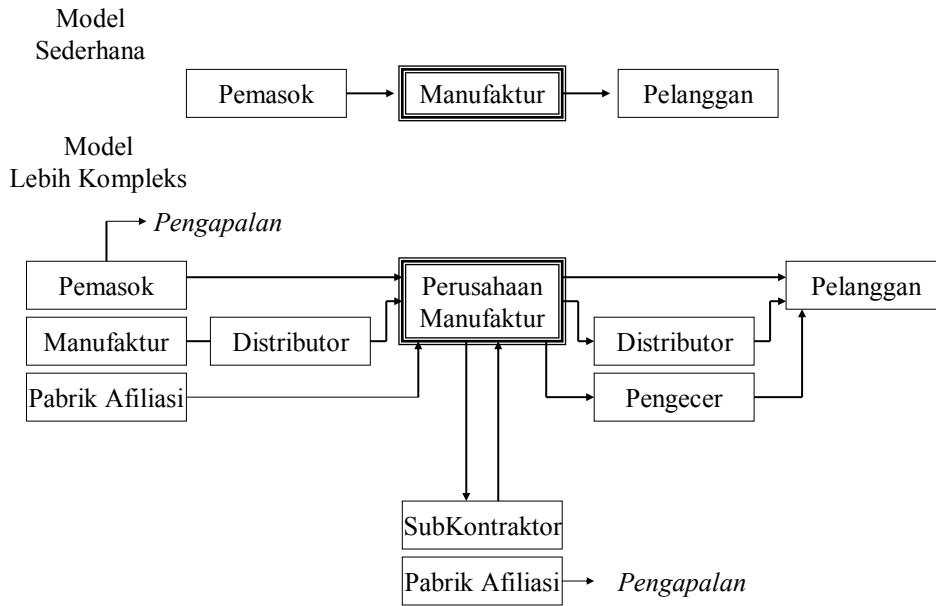 Model
Sederhana
Pemasok
Manufaktur
Pelanggan
Model
Lebih Kompleks
Pengapalan
Pemasok
Perusahaan
Manufaktur
Pelanggan
Manufaktur
Distributor
Distributor
Pabrik Afiliasi
Pengecer
SubKontraktor
Pabrik Afiliasi
Pengapalan